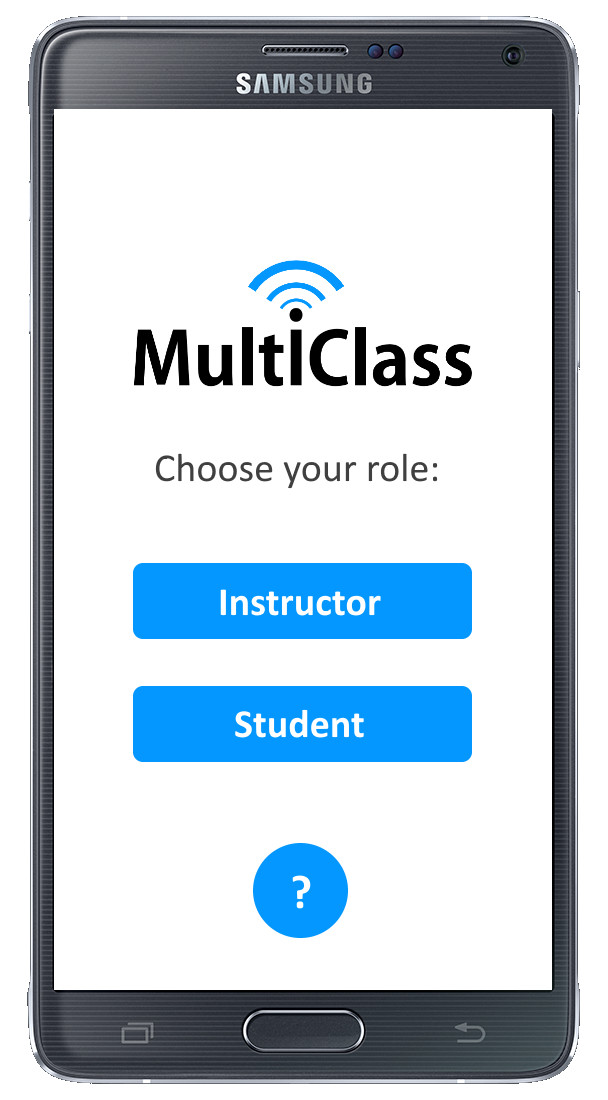 SAMSUNG
MultiClass
Choose your role:
Instructor
Student
?